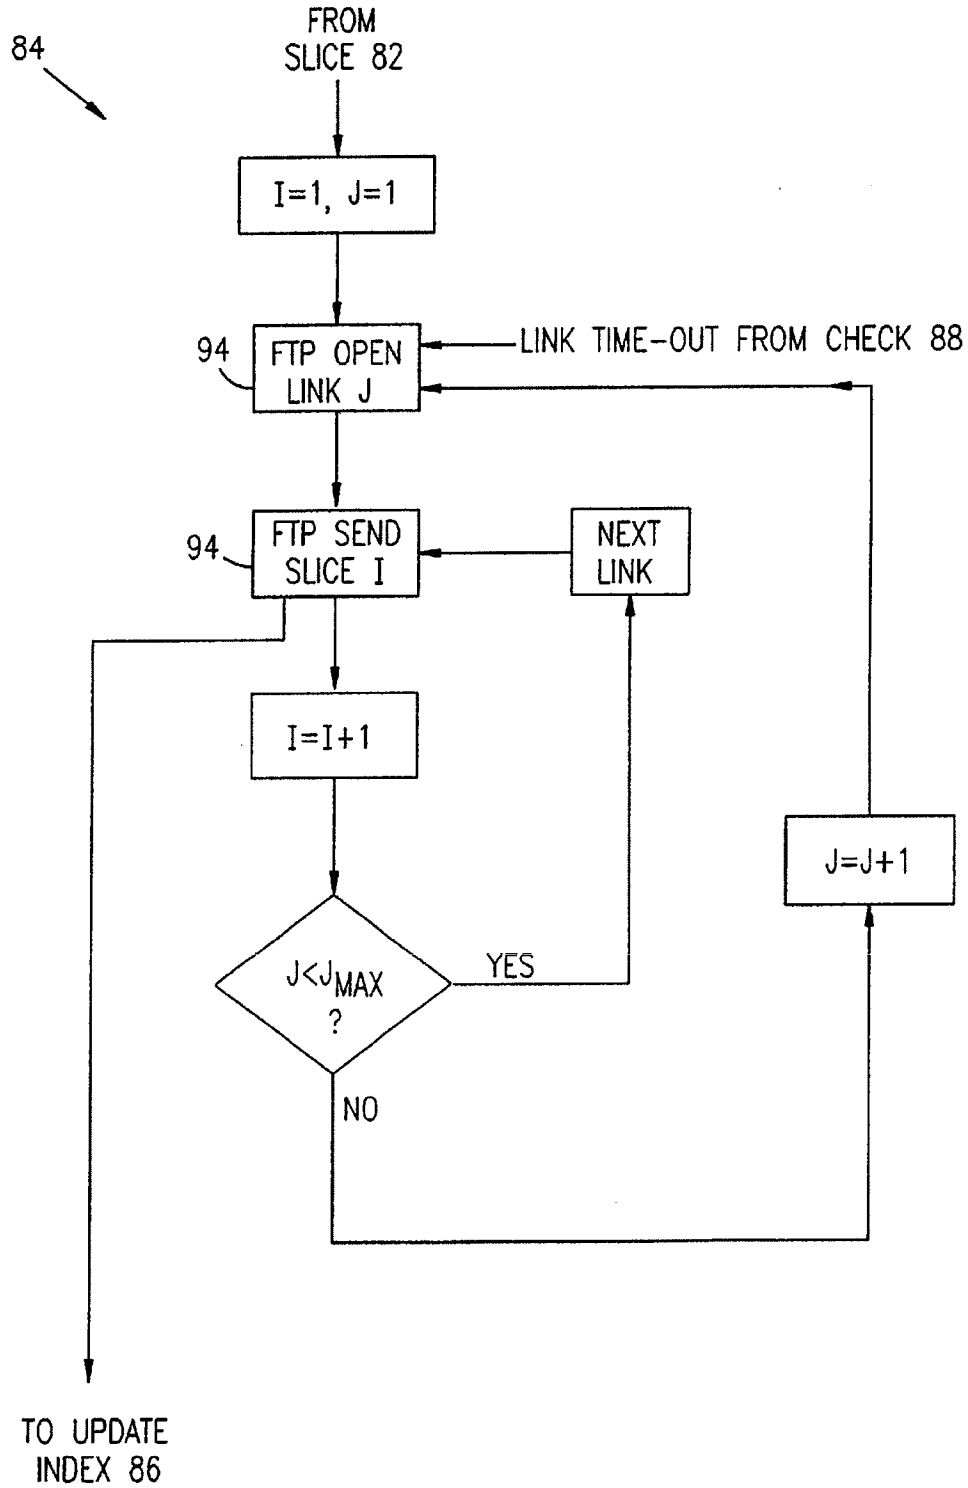 84
FROM
SLICE 82
I=1, J=1
94
FTP OPEN
LINK J
LINK TIME-OUT FROM CHECK 88
94
FTP SEND
SLICE I
NEXT
LINK
I=I+1
J=J+1
J<JMAX
?
YES
NO
TO UPDATE
INDEX 86